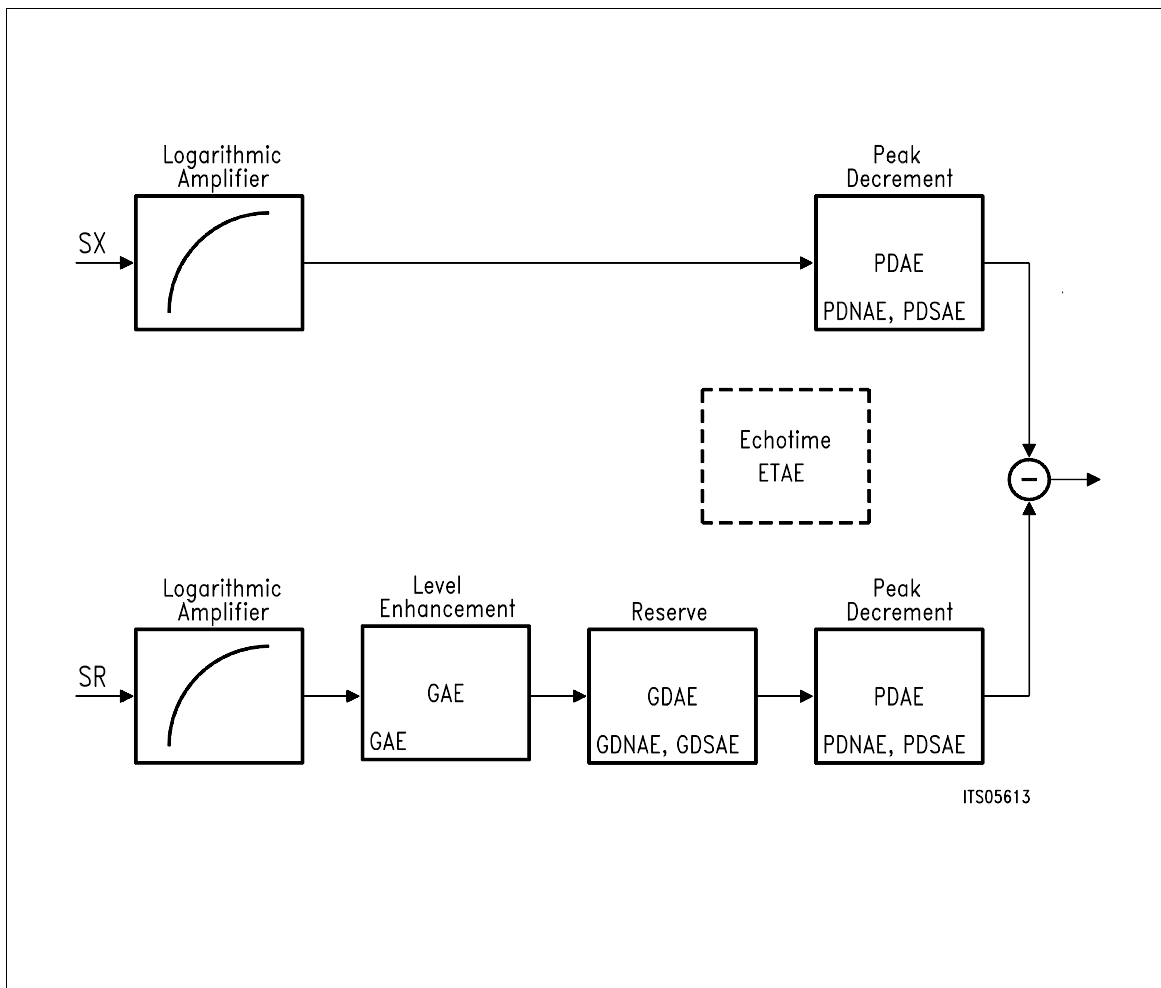 Logarithmic
Amplifier
Peak
Decrement
SX
PDAE
PDNAE, PDSAE
Echotime
ETAE
−
Logarithmic
Amplifier
Level
Enhancement
Reserve
Peak
Decrement
SR
GAE
GAE
GDAE
GDNAE, GDSAE
PDAE
PDNAE, PDSAE
ITS05613